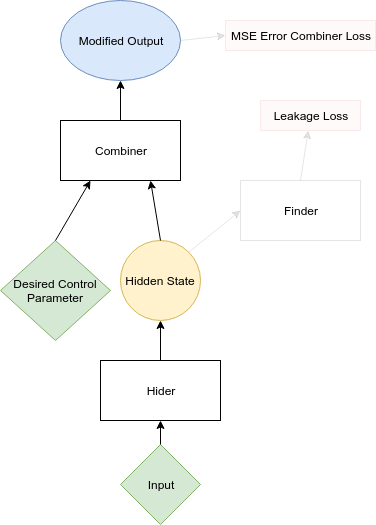 Modified Output
MSE Error Combiner Loss
Leakage Loss
Combiner
Finder
Desired Control
Parameter
Hidden State
Hider
Input